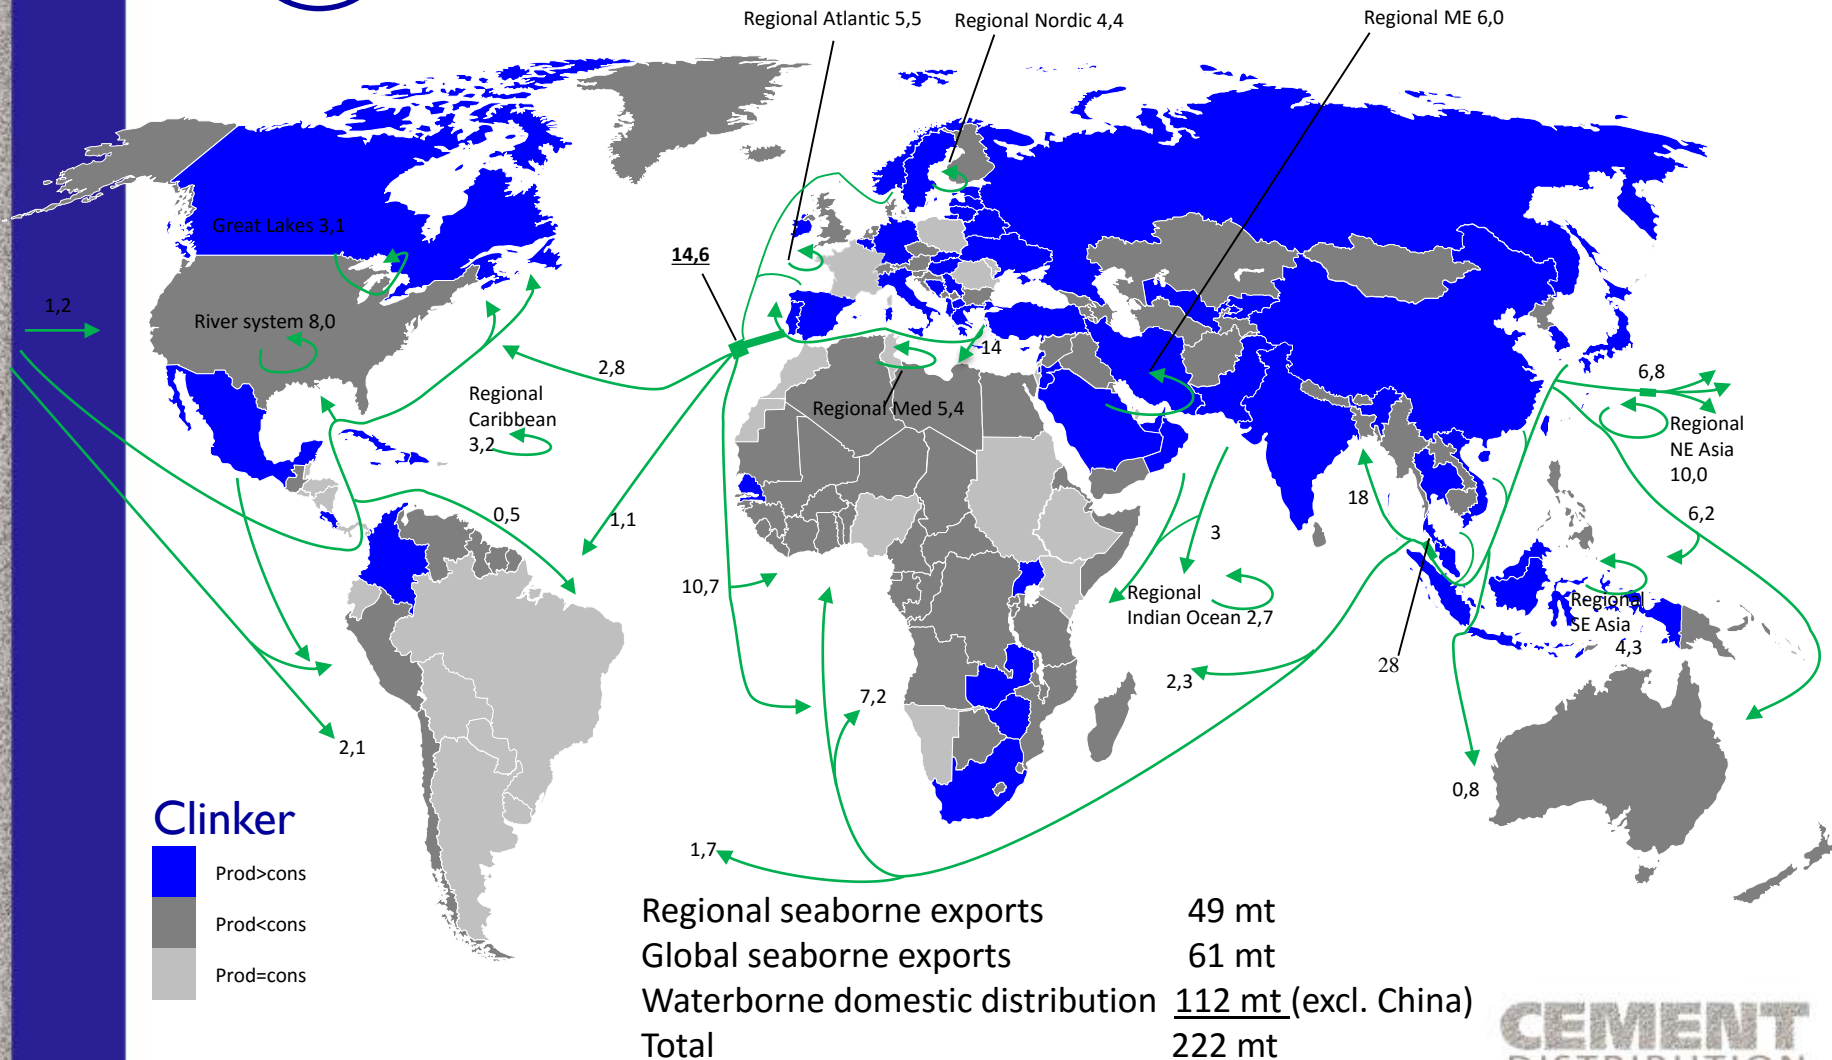 Regional Atlantic 5,5
Regional Nordic 4,4
Regional ME 6,0
Great Lakes 3,1
14,6
1,2
River system 8,0
14
2,8
6,8
Regional
Caribbean
3,2
Regional Med 5,4
Regional
NE Asia
10,0
18
0,5
1,1
3
6,2
10,7
Regional
Indian Ocean 2,7
Regional
SE Asia
4,3
28
2,3
7,2
2,1
0,8
1,7
Clinker
Prod>cons
Prod<cons
Prod=cons
Regional seaborne exports 49 mt
Global seaborne exports 61 mt
Waterborne domestic distribution 112 mt (excl. China)
Total 222 mt
CEMENT
DISTRIBUTION